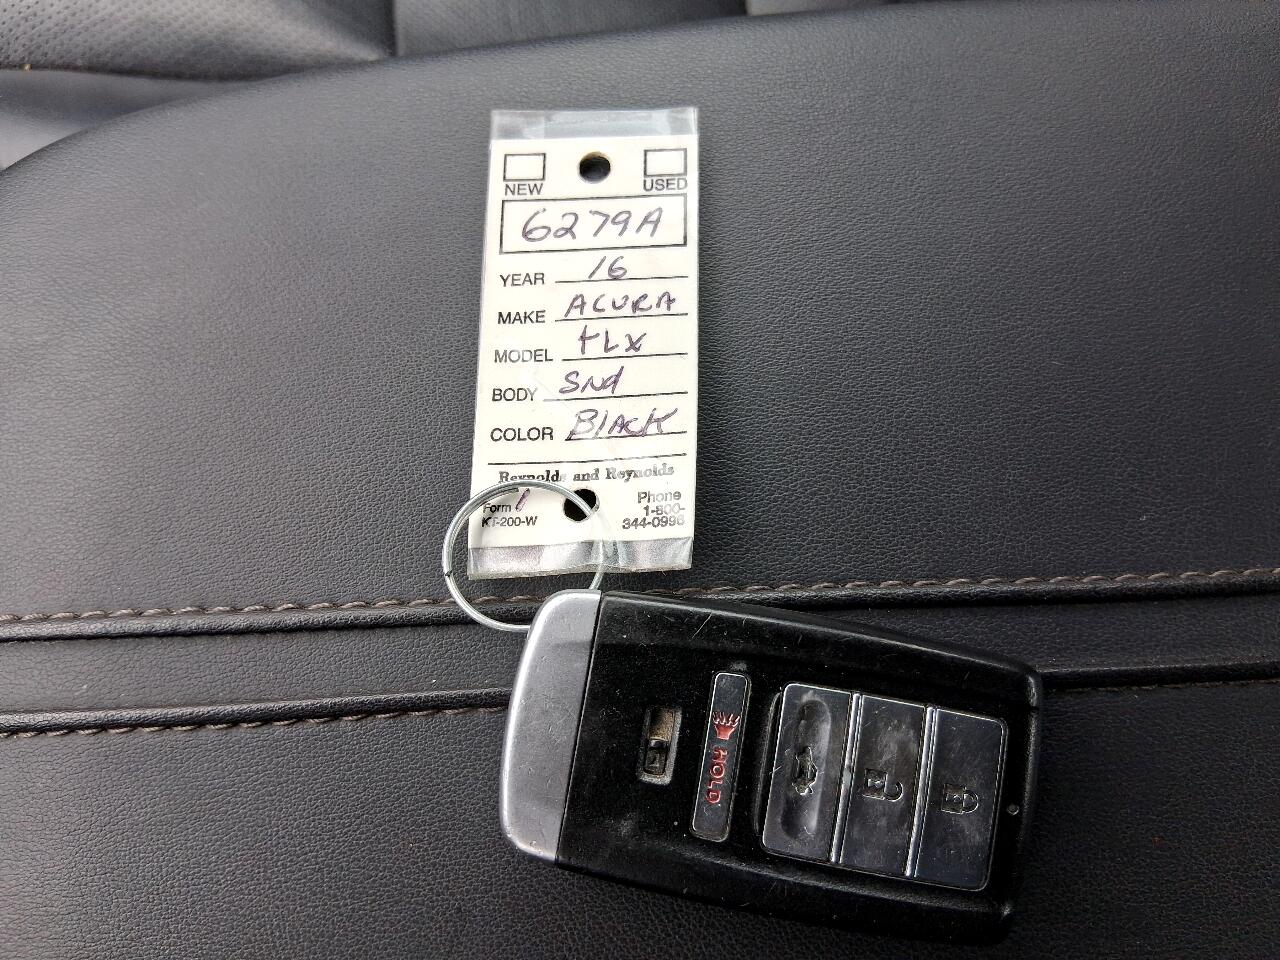 NEW USED
6279A
YEAR 16
MAKE ACURA
MODEL tLx
BODY SNd
COLOR BlACK
Reynolds and Reynolds
Form Phone
KT-200-W 1-800-
344-0996
HOLD